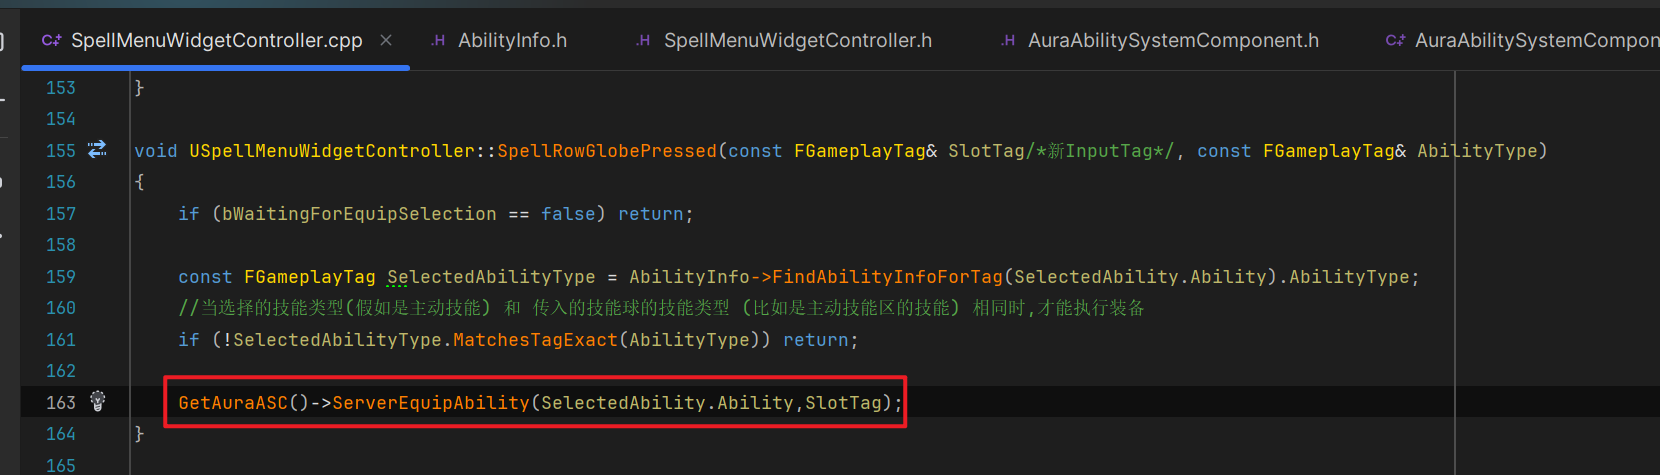 SpellMenuWidgetController.cpp × AbilityInfo.h SpellMenuWidgetController.h AuraAbilitySystemComponent.h AuraAbilitySystemCompon
153 }
154
155 void USpellMenuWidgetController::SpellRowGlobePressed(const FGameplayTag& SlotTag/*新InputTag*/, const FGameplayTag& AbilityType)
156 {
157 if (bWaitingForEquipSelection == false) return;
158
159 const FGameplayTag SelectedAbilityType = AbilityInfo->FindAbilityInfoForTag(SelectedAbility.Ability).AbilityType;
160 //当选择的技能类型(假如是主动技能) 和 传入的技能球的技能类型 (比如是主动技能区的技能) 相同时,才能执行装备
161 if (!SelectedAbilityType.MatchesTagExact(AbilityType)) return;
162
163 GetAuraASC()->ServerEquipAbility(SelectedAbility.Ability,SlotTag);
164 }
165